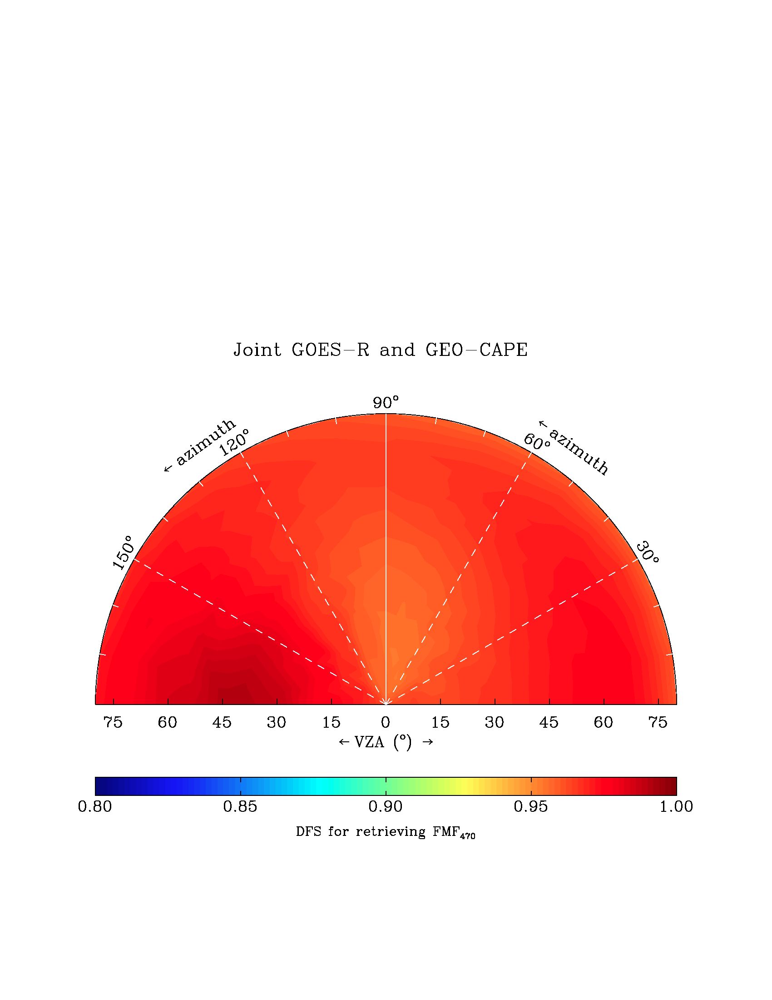 Joint GOES-R and GEO-CAPE
90°
← azimuth
← azimuth
120°
60°
150°
30°
75 60 45 30 15 0 15 30 45 60 75
← VZA (°) →
0.80 0.85 0.90 0.95 1.00
DFS for retrieving FMF₄₇₀